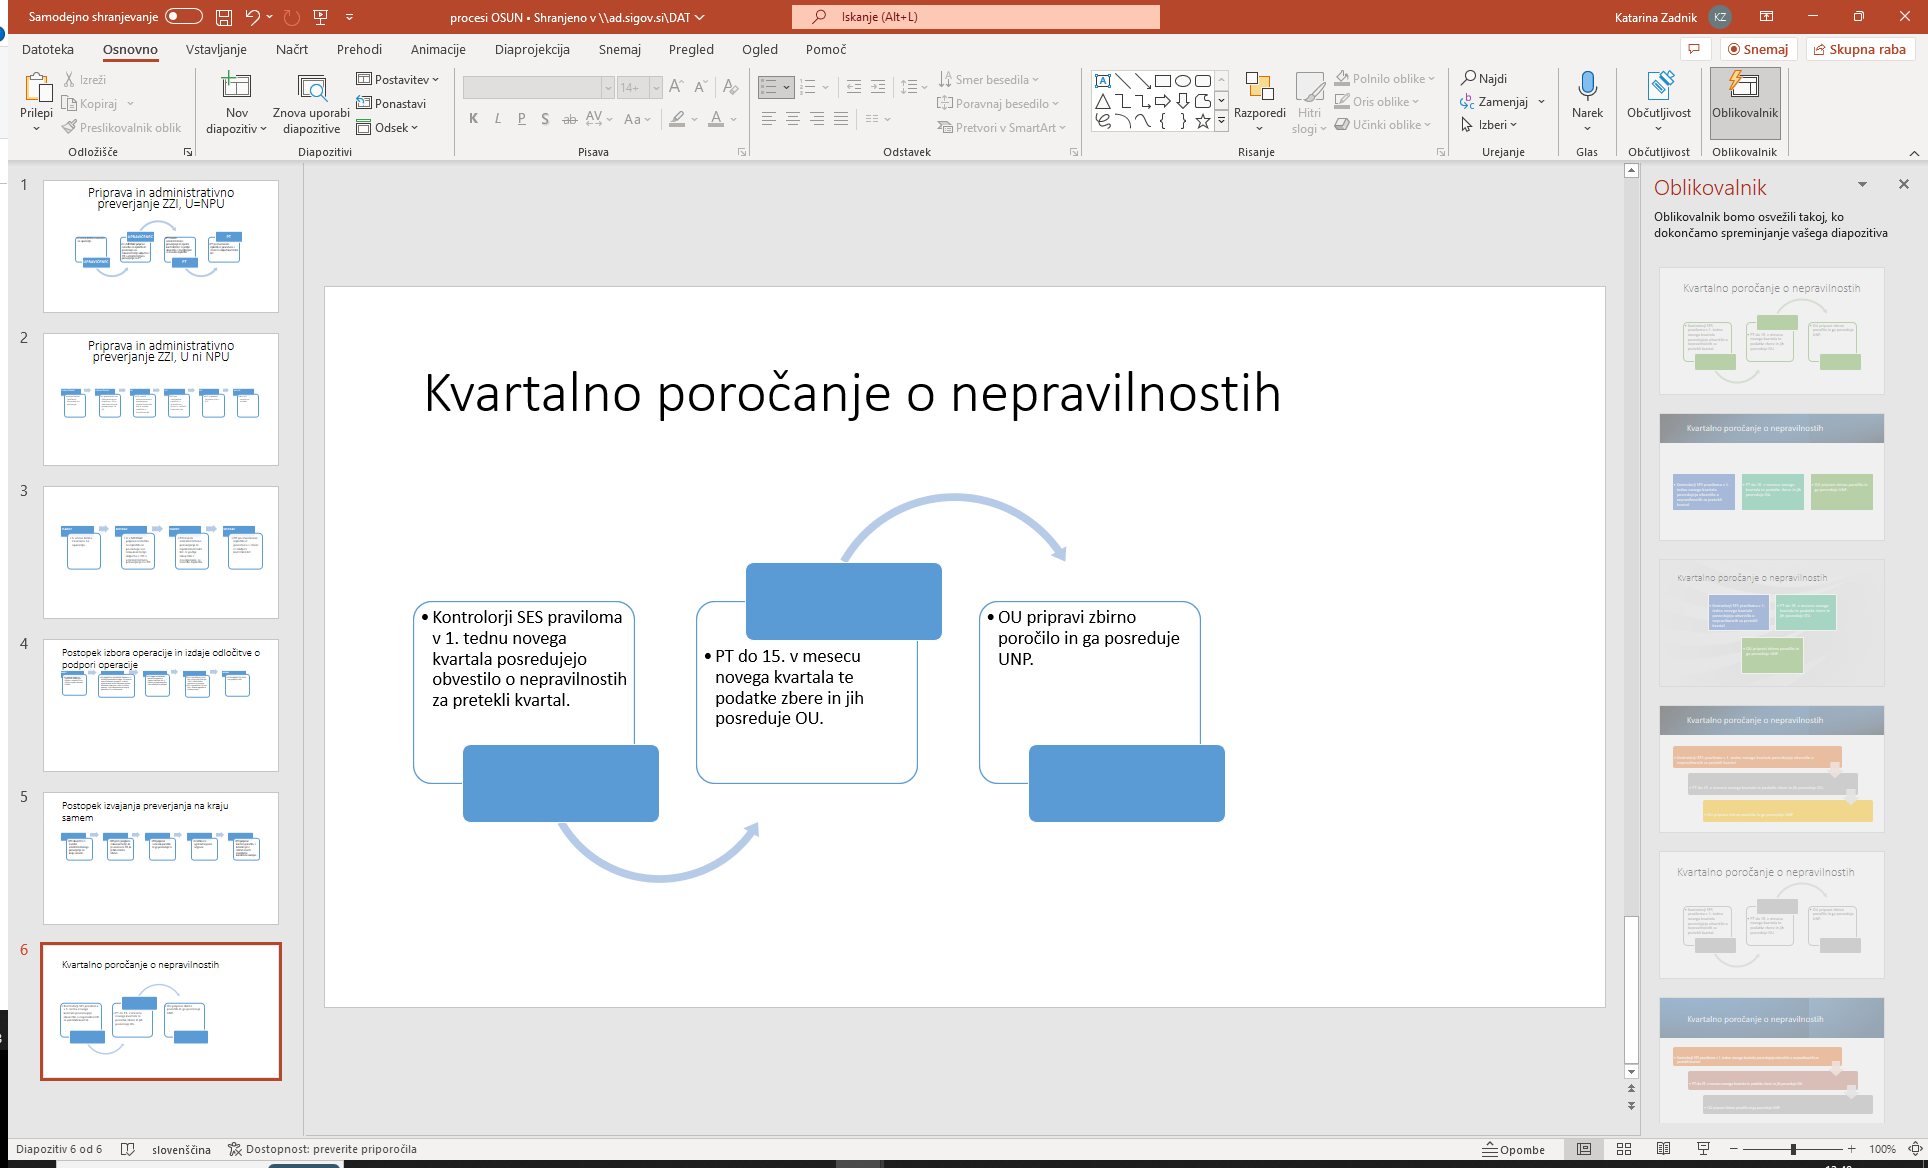 Samodejno shranjevanje
procesi OSUN • Shranjeno v \\ad.sigov.si\DAT
Iskanje (Alt+L)
Katarina Zadnik
KZ
Datoteka
Osnovno
Vstavljanje
Načrt
Prehodi
Animacije
Diaprojekcija
Snemaj
Pregled
Ogled
Pomoč
Snemaj
Skupna raba
Prilepi
Izreži
Kopiraj
Preslikovalnik oblik
Odložišče
Nov
diapozitiv
Znova uporabi
diapozitive
Postavitev
Ponastavi
Odsek
Diapozitivi
14+
K L P S ab AV Aa A
Pisava
Smer besedila
Poravnaj besedilo
Pretvori v SmartArt
Odstavek
Razporedi
Hitri
slogi
Polnilo oblike
Oris oblike
Učinki oblike
Risanje
Najdi
Zamenjaj
Izberi
Urejanje
Narek
Glas
Občutljivost
Občutljivost
Oblikovalnik
Oblikovalnik
1
Priprava in administrativno
preverjanje ZZI, U=NPU
2
Priprava in administrativno
preverjanje ZZI, U ni NPU
3
4
Postopek izbora operacije in izdaje odločitve o
podpori operacije
5
Postopek izvajanja preverjanja na kraju
samem
6
Kvartalno poročanje o nepravilnostih
Kvartalno poročanje o nepravilnostih
• Kontrolorji SES praviloma
v 1. tednu novega
kvartala posredujejo
obvestilo o nepravilnostih
za pretekli kvartal.
• PT do 15. v mesecu
novega kvartala te
podatke zbere in jih
posreduje OU.
• OU pripravi zbirno
poročilo in ga posreduje
UNP.
Oblikovalnik
Oblikovalnik bomo osvežili takoj, ko
dokončamo spreminjanje vašega diapozitiva
Kvartalno poročanje o nepravilnostih
Kvartalno poročanje o nepravilnostih
Kvartalno poročanje o nepravilnostih
Kvartalno poročanje o nepravilnostih
Kvartalno poročanje o nepravilnostih
Kvartalno poročanje o nepravilnostih
Diapozitiv 6 od 6
slovenščina
Dostopnost: preverite priporočila
Opombe
100%